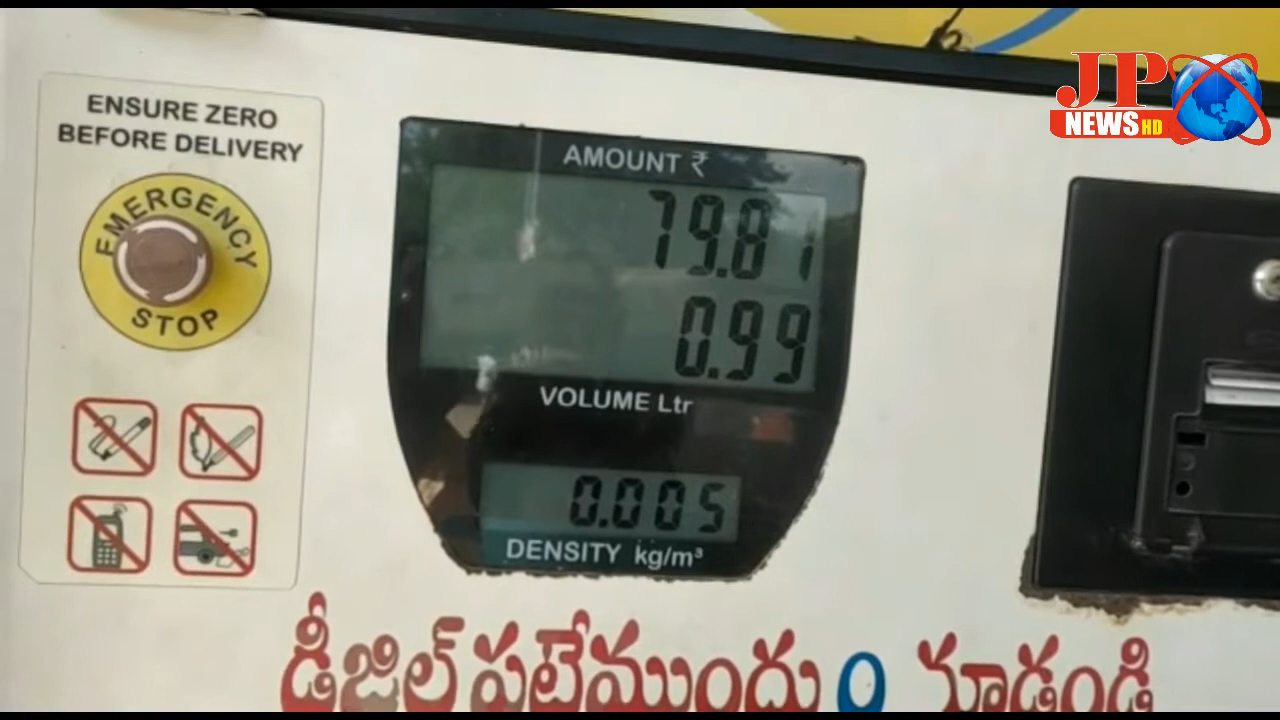 JP
NEWS HD
ENSURE ZERO
BEFORE DELIVERY
EMERGENCY
STOP
AMOUNT ₹
79.81
0.99
VOLUME Ltr
0.005
DENSITY kg/m³
డీజిల్ పట్టేముందు 0 చూడండి